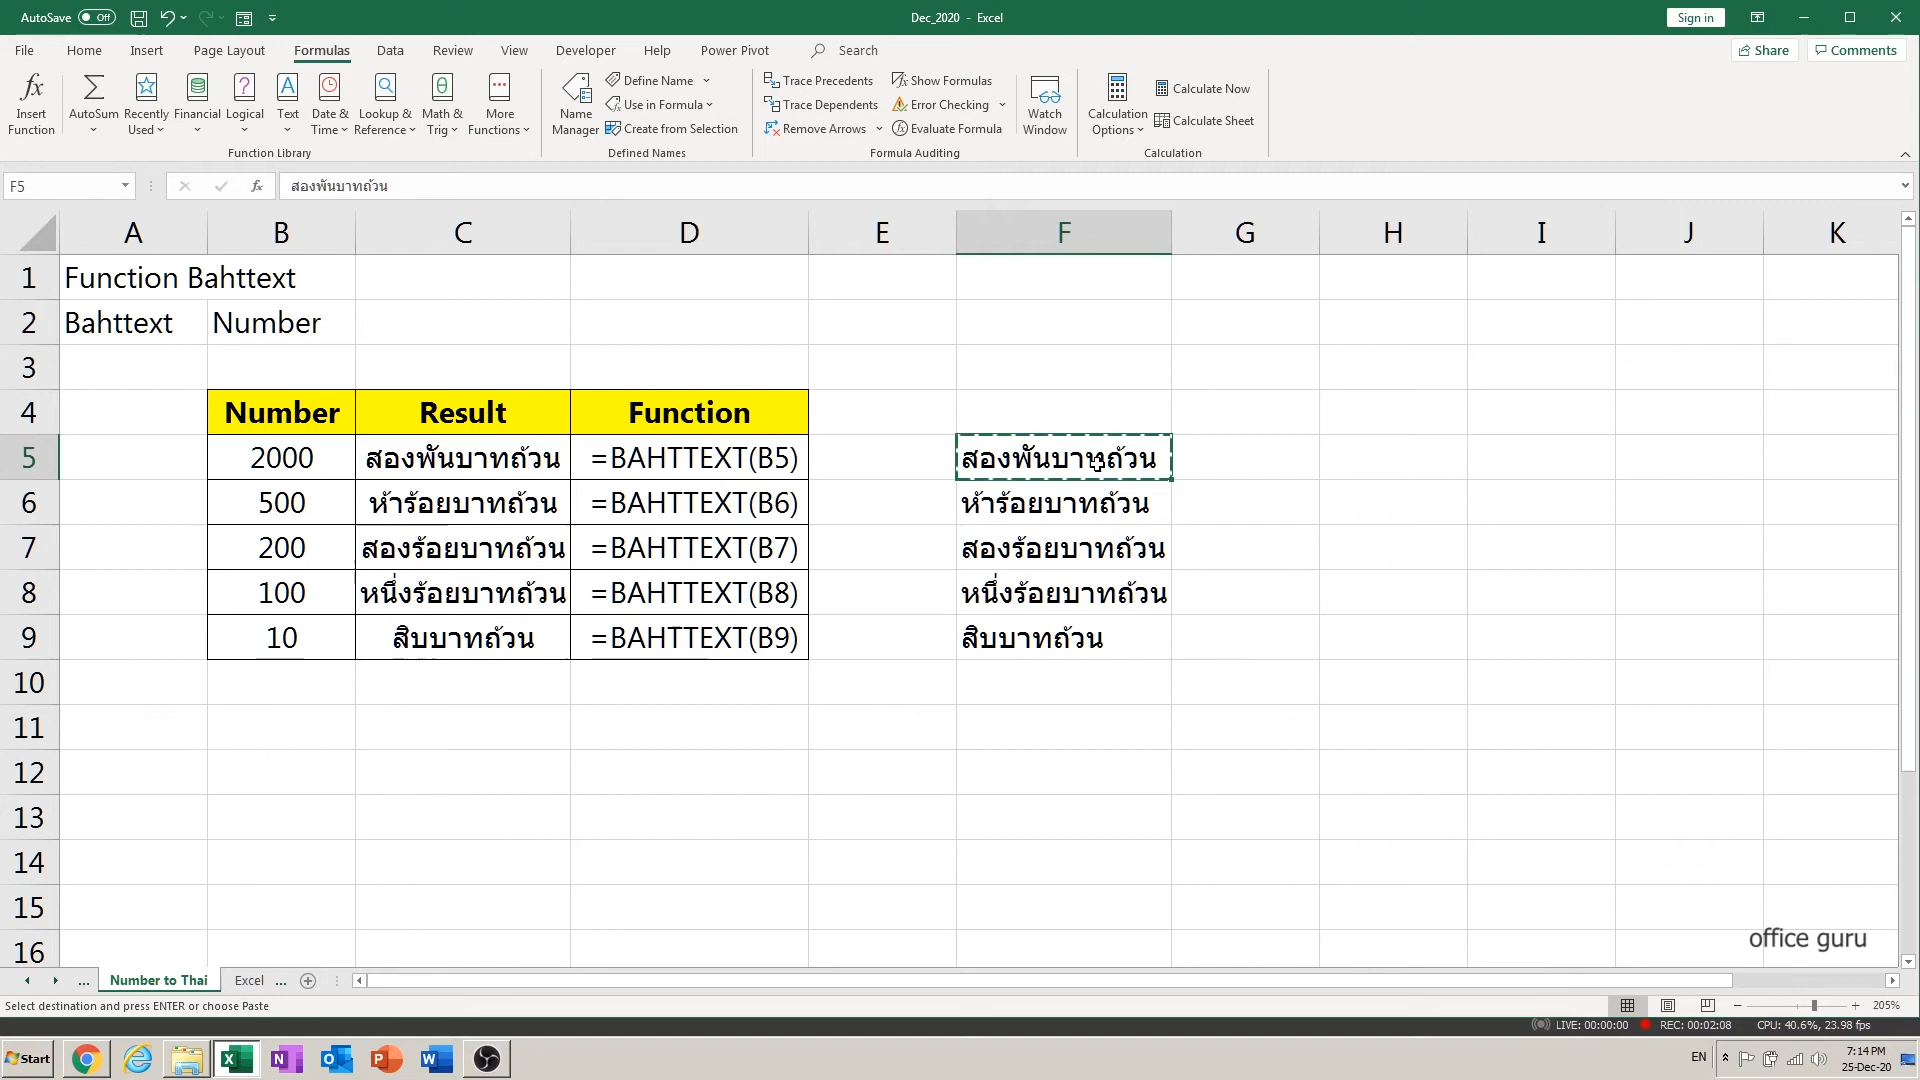 AutoSave Off
Dec_2020 - Excel
Sign in
File Home Insert Page Layout Formulas Data Review View Developer Help Power Pivot Search
Share Comments
Insert Function
AutoSum
Recently Used
Financial
Logical
Text
Date & Time
Lookup & Reference
Math & Trig
More Functions
Function Library
Name Manager
Define Name
Use in Formula
Create from Selection
Defined Names
Trace Precedents
Trace Dependents
Remove Arrows
Show Formulas
Error Checking
Evaluate Formula
Formula Auditing
Watch Window
Calculation Options
Calculate Now
Calculate Sheet
Calculation
F5 fx สองพันบาทถ้วน
A B C D E F G H I J K
1 Function Bahttext
2 Bahttext Number
3
4 Number Result Function
5 2000 สองพันบาทถ้วน =BAHTTEXT(B5) สองพันบาทถ้วน
6 500 ห้าร้อยบาทถ้วน =BAHTTEXT(B6) ห้าร้อยบาทถ้วน
7 200 สองร้อยบาทถ้วน =BAHTTEXT(B7) สองร้อยบาทถ้วน
8 100 หนึ่งร้อยบาทถ้วน =BAHTTEXT(B8) หนึ่งร้อยบาทถ้วน
9 10 สิบบาทถ้วน =BAHTTEXT(B9) สิบบาทถ้วน
10
11
12
13
14
15
16
office guru
... Number to Thai Excel ...
Select destination and press ENTER or choose Paste
205%
LIVE: 00:00:00 REC: 00:02:08 CPU: 40.6%, 23.98 fps
Start
EN
7:14 PM
25-Dec-20